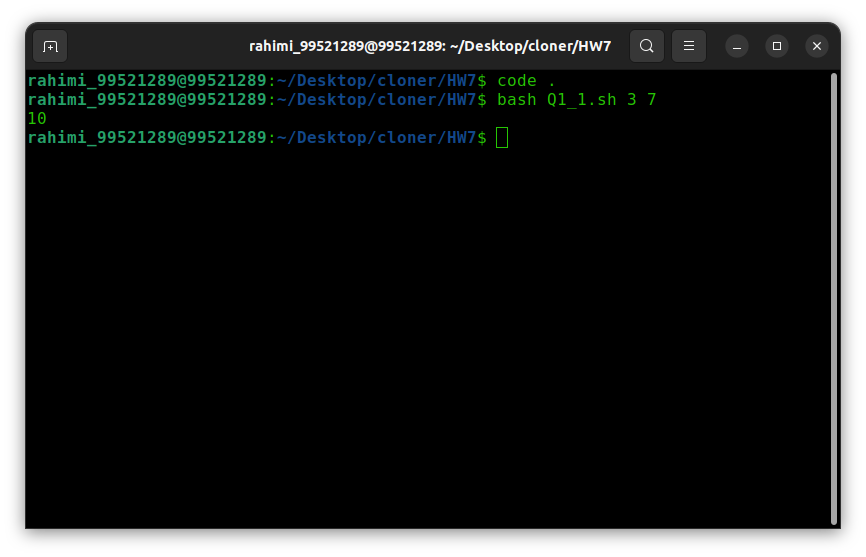 rahimi_99521289@99521289: ~/Desktop/cloner/HW7
rahimi_99521289@99521289:~/Desktop/cloner/HW7$ code .
rahimi_99521289@99521289:~/Desktop/cloner/HW7$ bash Q1_1.sh 3 7
10
rahimi_99521289@99521289:~/Desktop/cloner/HW7$